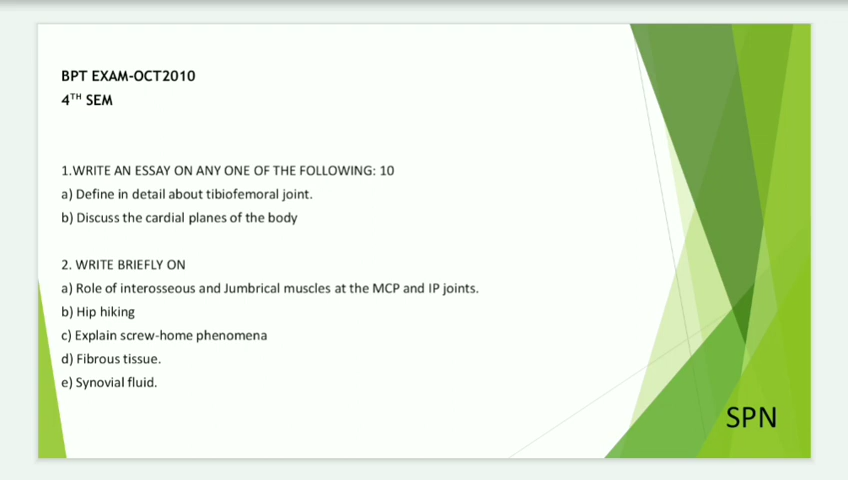 BPT EXAM-OCT2010
4TH SEM
1.WRITE AN ESSAY ON ANY ONE OF THE FOLLOWING: 10
a) Define in detail about tibiofemoral joint.
b) Discuss the cardial planes of the body
2. WRITE BRIEFLY ON
a) Role of interosseous and Jumbrical muscles at the MCP and IP joints.
b) Hip hiking
c) Explain screw-home phenomena
d) Fibrous tissue.
e) Synovial fluid.
SPN